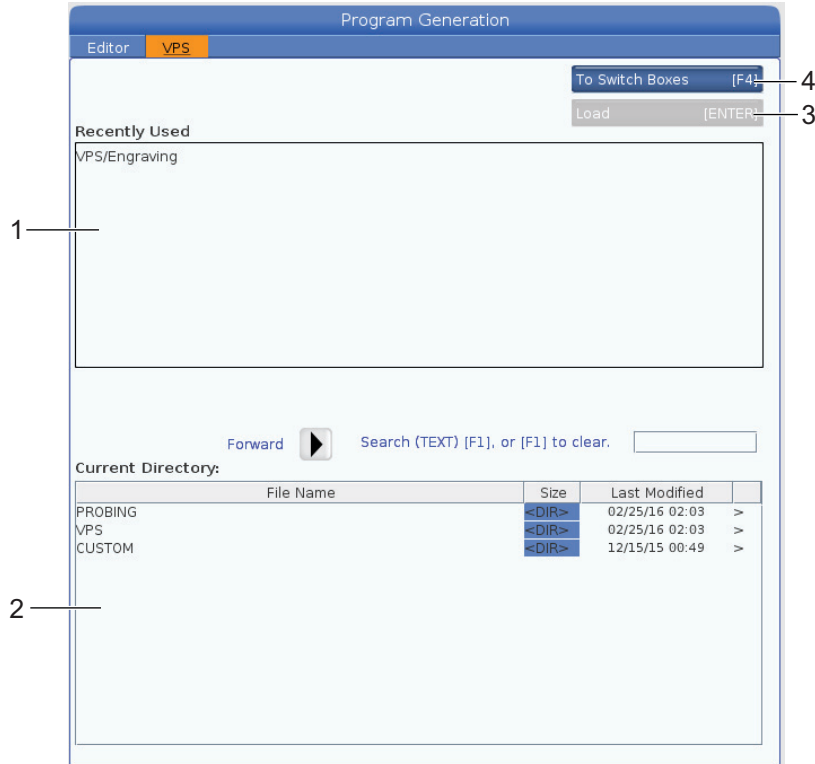 Program Generation
Editor VPS
To Switch Boxes [F4] 4
Load [ENTER] 3
Recently Used
VPS/Engraving
1
Forward Search (TEXT) [F1], or [F1] to clear.
Current Directory:
File Name Size Last Modified
PROBING <DIR> 02/25/16 02:03 >
VPS <DIR> 02/25/16 02:03 >
CUSTOM <DIR> 12/15/15 00:49 >
2